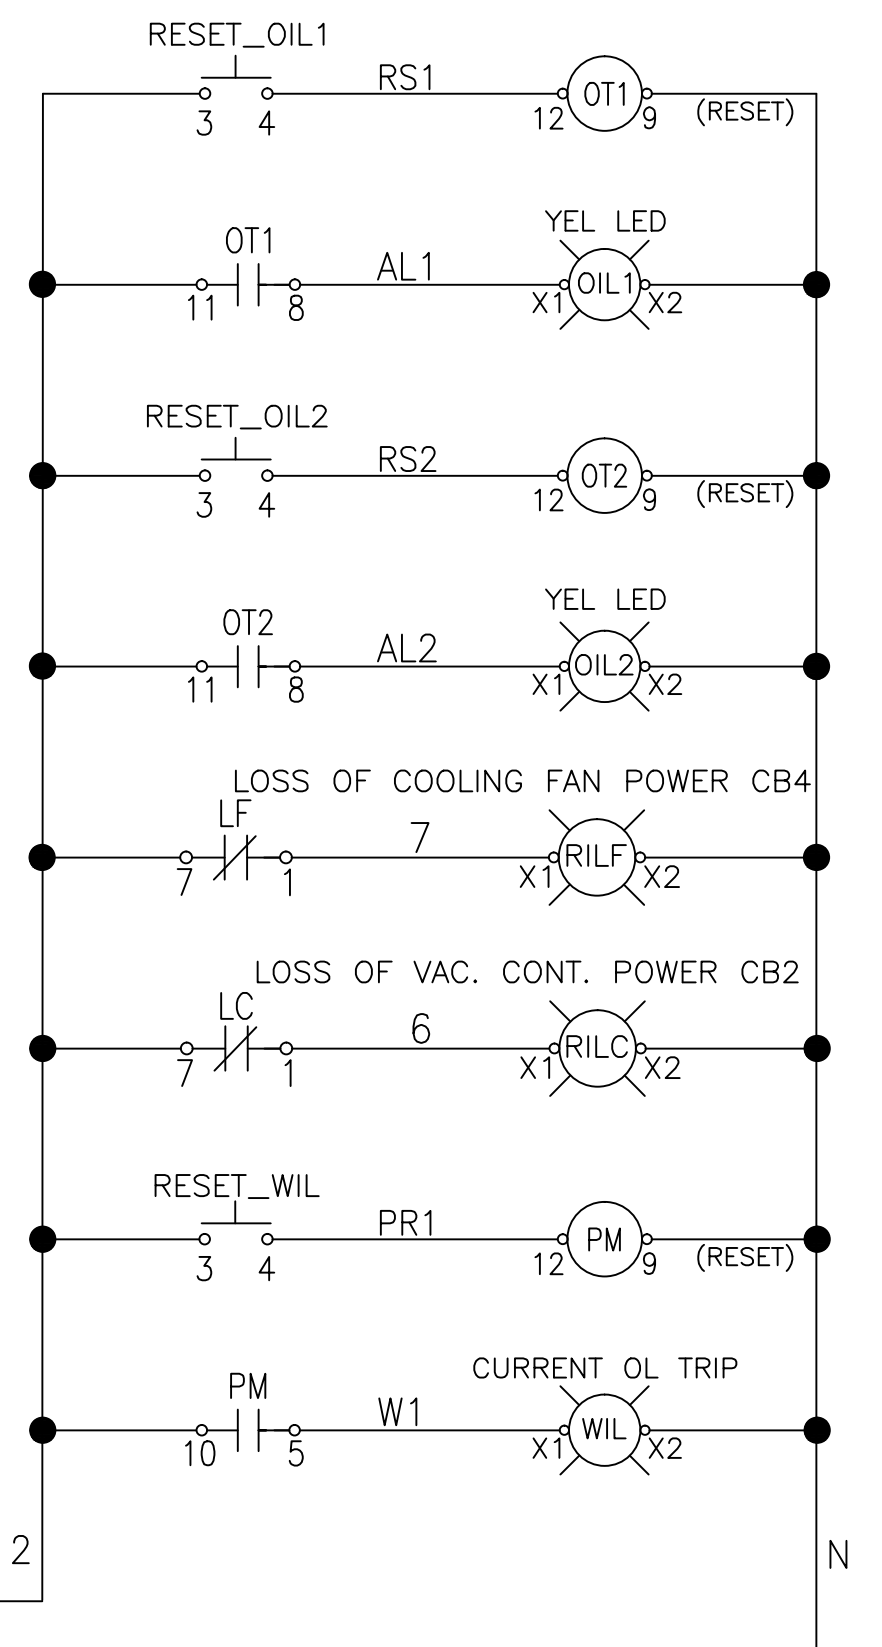 RESET_OIL1
RS1
OT1
3 4 12 9 (RESET)
YEL LED
OT1
AL1
OIL1
11 8 X1 X2
RESET_OIL2
RS2
OT2
3 4 12 9 (RESET)
YEL LED
OT2
AL2
OIL2
11 8 X1 X2
LOSS OF COOLING FAN POWER CB4
LF
7
RILF
7 1 X1 X2
LOSS OF VAC. CONT. POWER CB2
LC
6
RILC
7 1 X1 X2
RESET_WIL
PR1
PM
3 4 12 9 (RESET)
CURRENT OL TRIP
PM
W1
WIL
10 5 X1 X2
2 N